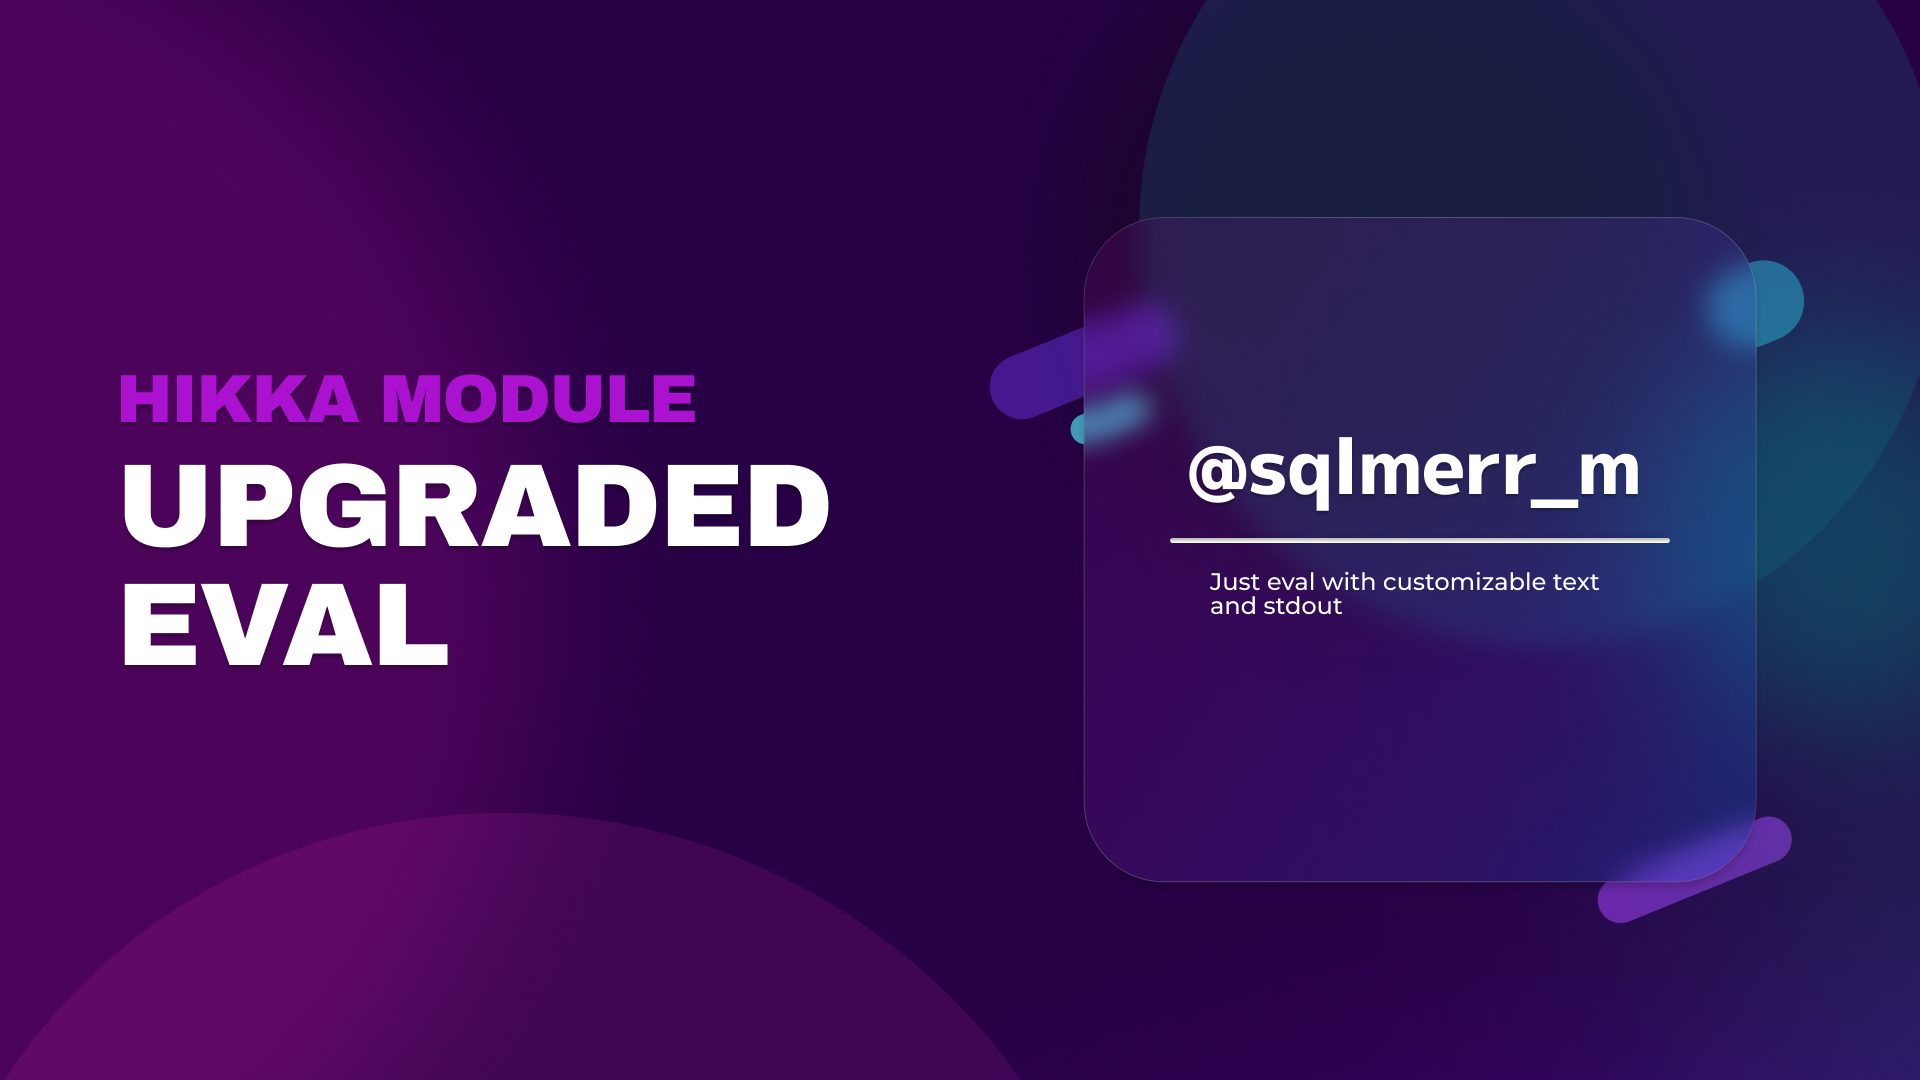 HIKKA MODULE
UPGRADED
EVAL
@sqlmerr_m
Just eval with customizable text
and stdout